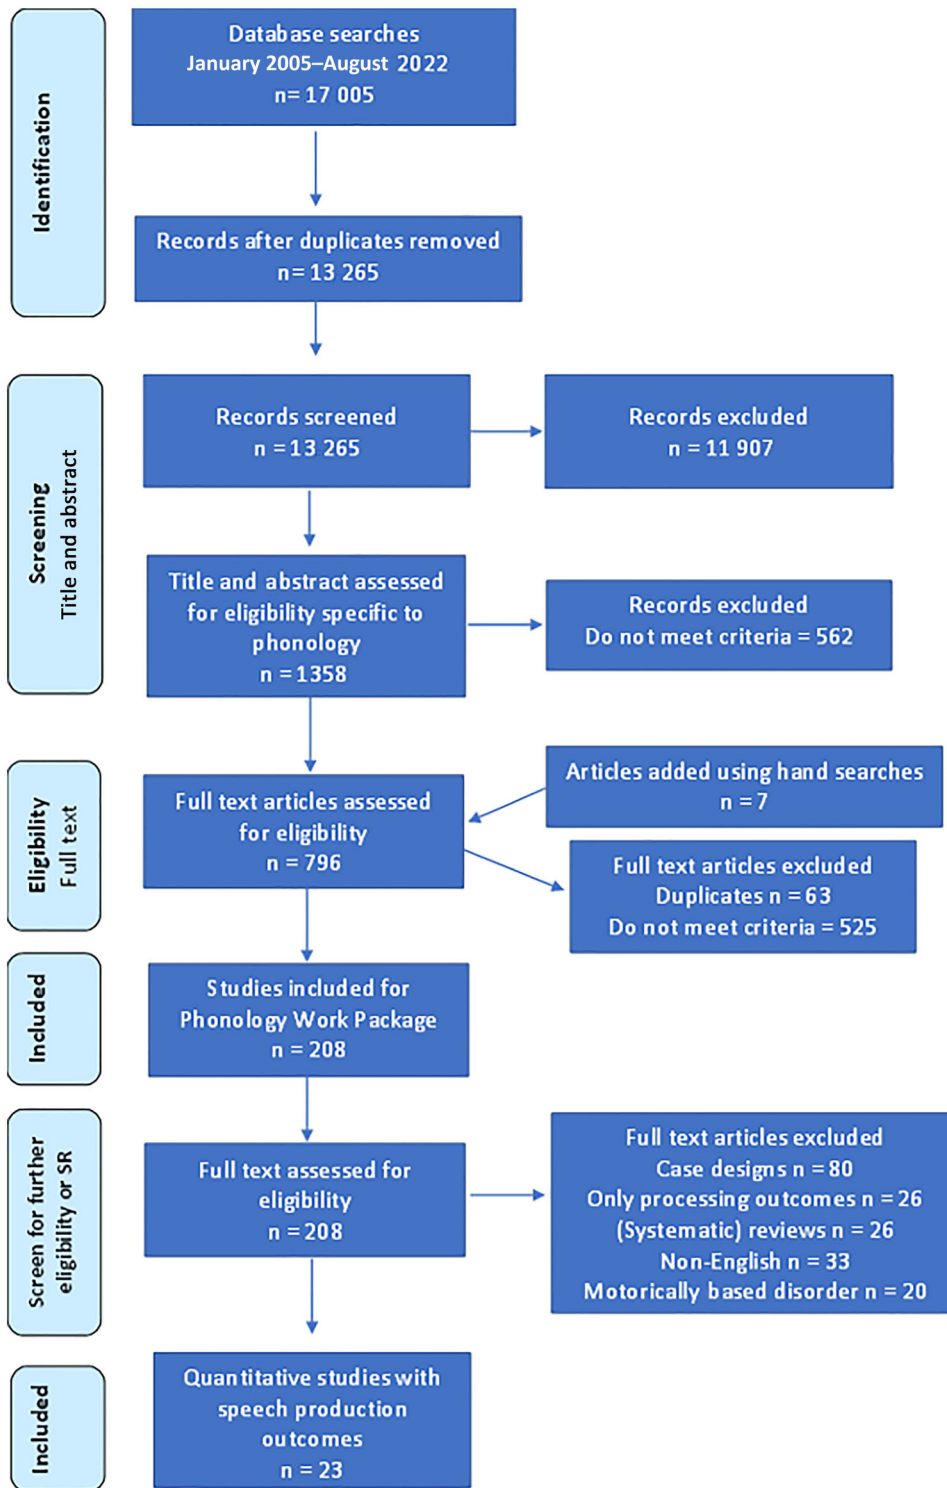 Identification
Database searches
January 2005–August 2022
n= 17 005
Records after duplicates removed
n= 13 265
Screening
Title and abstract
Records screened
n = 13 265
Records excluded
n = 11 907
Title and abstract assessed
for eligibility specific to
phonology
n = 1358
Records excluded
Do not meet criteria = 562
Eligibility
Full text
Full text articles assessed
for eligibility
n = 796
Articles added using hand searches
n = 7
Full text articles excluded
Duplicates n = 63
Do not meet criteria = 525
Included
Studies included for
Phonology Work Package
n = 208
Screen for further
eligibility or SR
Full text assessed for
eligibility
n = 208
Full text articles excluded
Case designs n = 80
Only processing outcomes n = 26
(Systematic) reviews n = 26
Non-English n = 33
Motorically based disorder n = 20
Included
Quantitative studies with
speech production
outcomes
n = 23